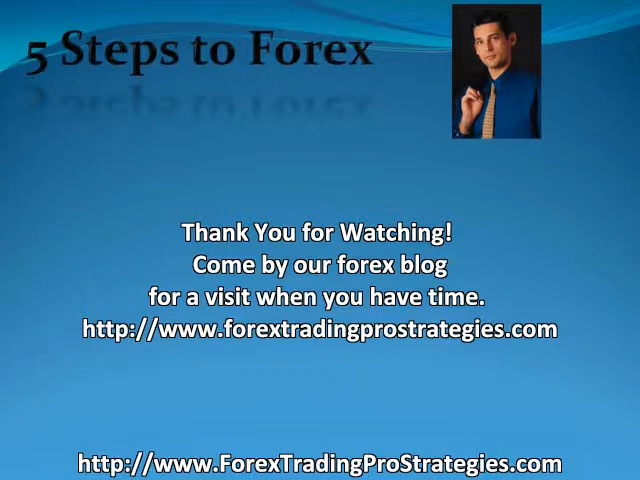 5 Steps to Forex
Thank You for Watching!
Come by our forex blog
for a visit when you have time.
http://www.forextradingprostrategies.com
http://www.ForexTradingProStrategies.com